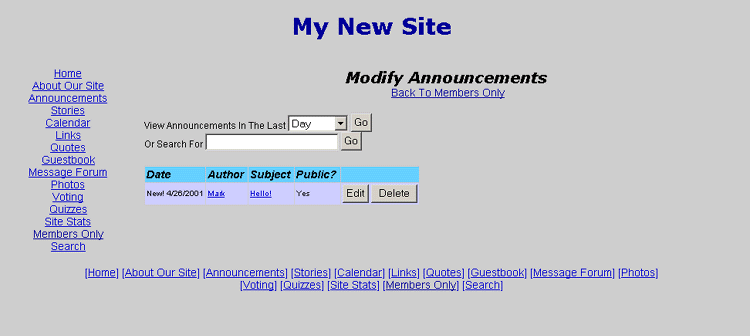 My New Site
Home
About Our Site
Announcements
Stories
Calendar
Links
Quotes
Guestbook
Message Forum
Photos
Voting
Quizzes
Site Stats
Members Only
Search
Modify Announcements
Back To Members Only
View Announcements In The Last Day Go
Or Search For Go
Date Author Subject Public?
New! 4/26/2001 Mark Hello! Yes Edit Delete
[Home] [About Our Site] [Announcements] [Stories] [Calendar] [Links] [Quotes] [Guestbook] [Message Forum] [Photos]
[Voting] [Quizzes] [Site Stats] [Members Only] [Search]